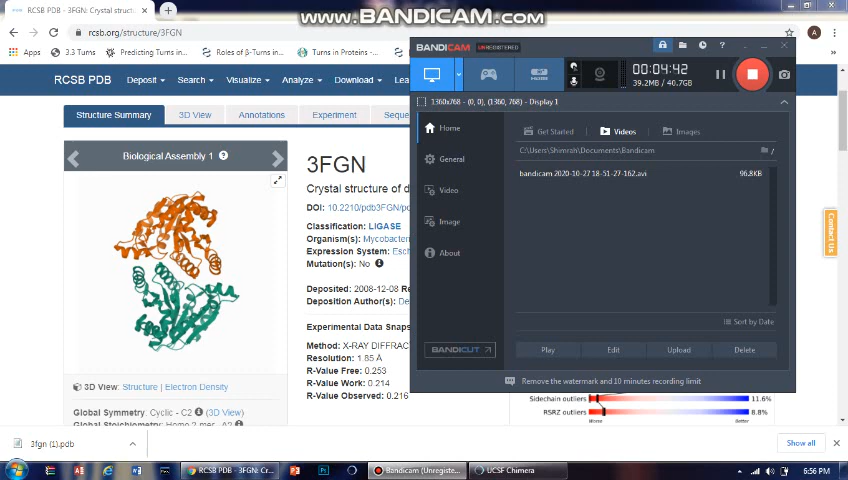 www.BANDICAM.com
RCSB PDB - 3FGN: Crystal structu
rcsb.org/structure/3FGN
Apps
3.3 Turns
Predicting Turns in
Roles of β-Turns in...
Turns in Proteins -...
RCSB PDB Deposit Search Visualize Analyze Download
Structure Summary 3D View Annotations Experiment
Biological Assembly 1
3FGN
Crystal structure of
DOI: 10.2210/pdb3FGN/
Classification: LIGASE
Organism(s):
Expression System:
Mutation(s): No
Deposited: 2008-12-08
Deposition Author(s):
Experimental Data
Method: X-RAY
Resolution: 1.85 Å
R-Value Free: 0.253
R-Value Work: 0.214
R-Value Observed: 0.216
3D View: Structure | Electron Density
Global Symmetry: Cyclic - C2 (3D View)
BANDICAM UNREGISTERED
00:04:42
39.2MB / 40.7GB
1360x768 - (0, 0), (1360, 768) - Display 1
Home
General
Video
Image
About
BANDICUT
Get Started Videos Images
C:\Users\Shimrah\Documents\Bandicam
bandicam 2020-10-27 18-51-27-162.avi 96.8KB
Sort by Date
Play Edit Upload Delete
Remove the watermark and 10 minutes recording limit
Sidechain outliers 11.6%
RSRZ outliers 8.8%
Worse Better
Contact Us
3fgn (1).pdb
Show all
RCSB PDB - 3FGN: Cr...
Bandicam (Unregiste...
UCSF Chimera
6:56 PM